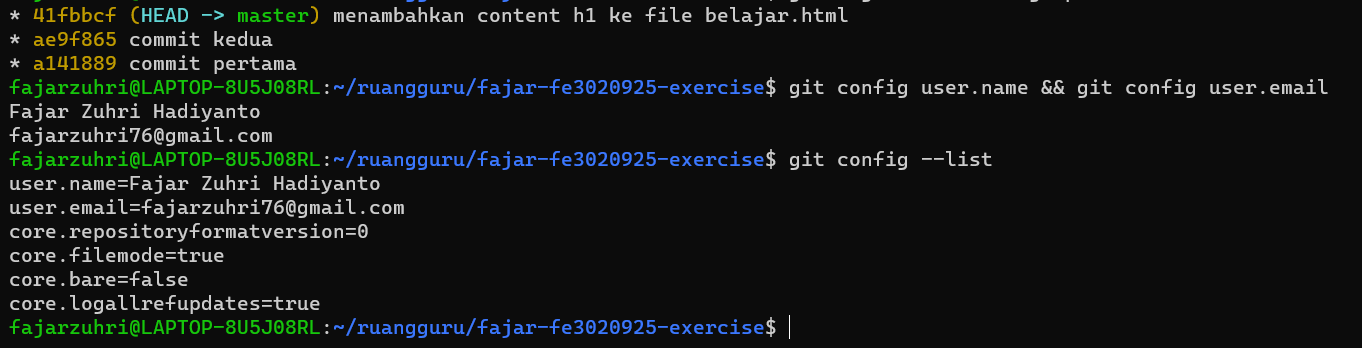 * 41fbbcf (HEAD -> master) menambahkan content h1 ke file belajar.html
* ae9f865 commit kedua
* a141889 commit pertama
fajarzuhri@LAPTOP-8U5J08RL:~/ruangguru/fajar-fe3020925-exercise$ git config user.name && git config user.email
Fajar Zuhri Hadiyanto
fajarzuhri76@gmail.com
fajarzuhri@LAPTOP-8U5J08RL:~/ruangguru/fajar-fe3020925-exercise$ git config --list
user.name=Fajar Zuhri Hadiyanto
user.email=fajarzuhri76@gmail.com
core.repositoryformatversion=0
core.filemode=true
core.bare=false
core.logallrefupdates=true
fajarzuhri@LAPTOP-8U5J08RL:~/ruangguru/fajar-fe3020925-exercise$